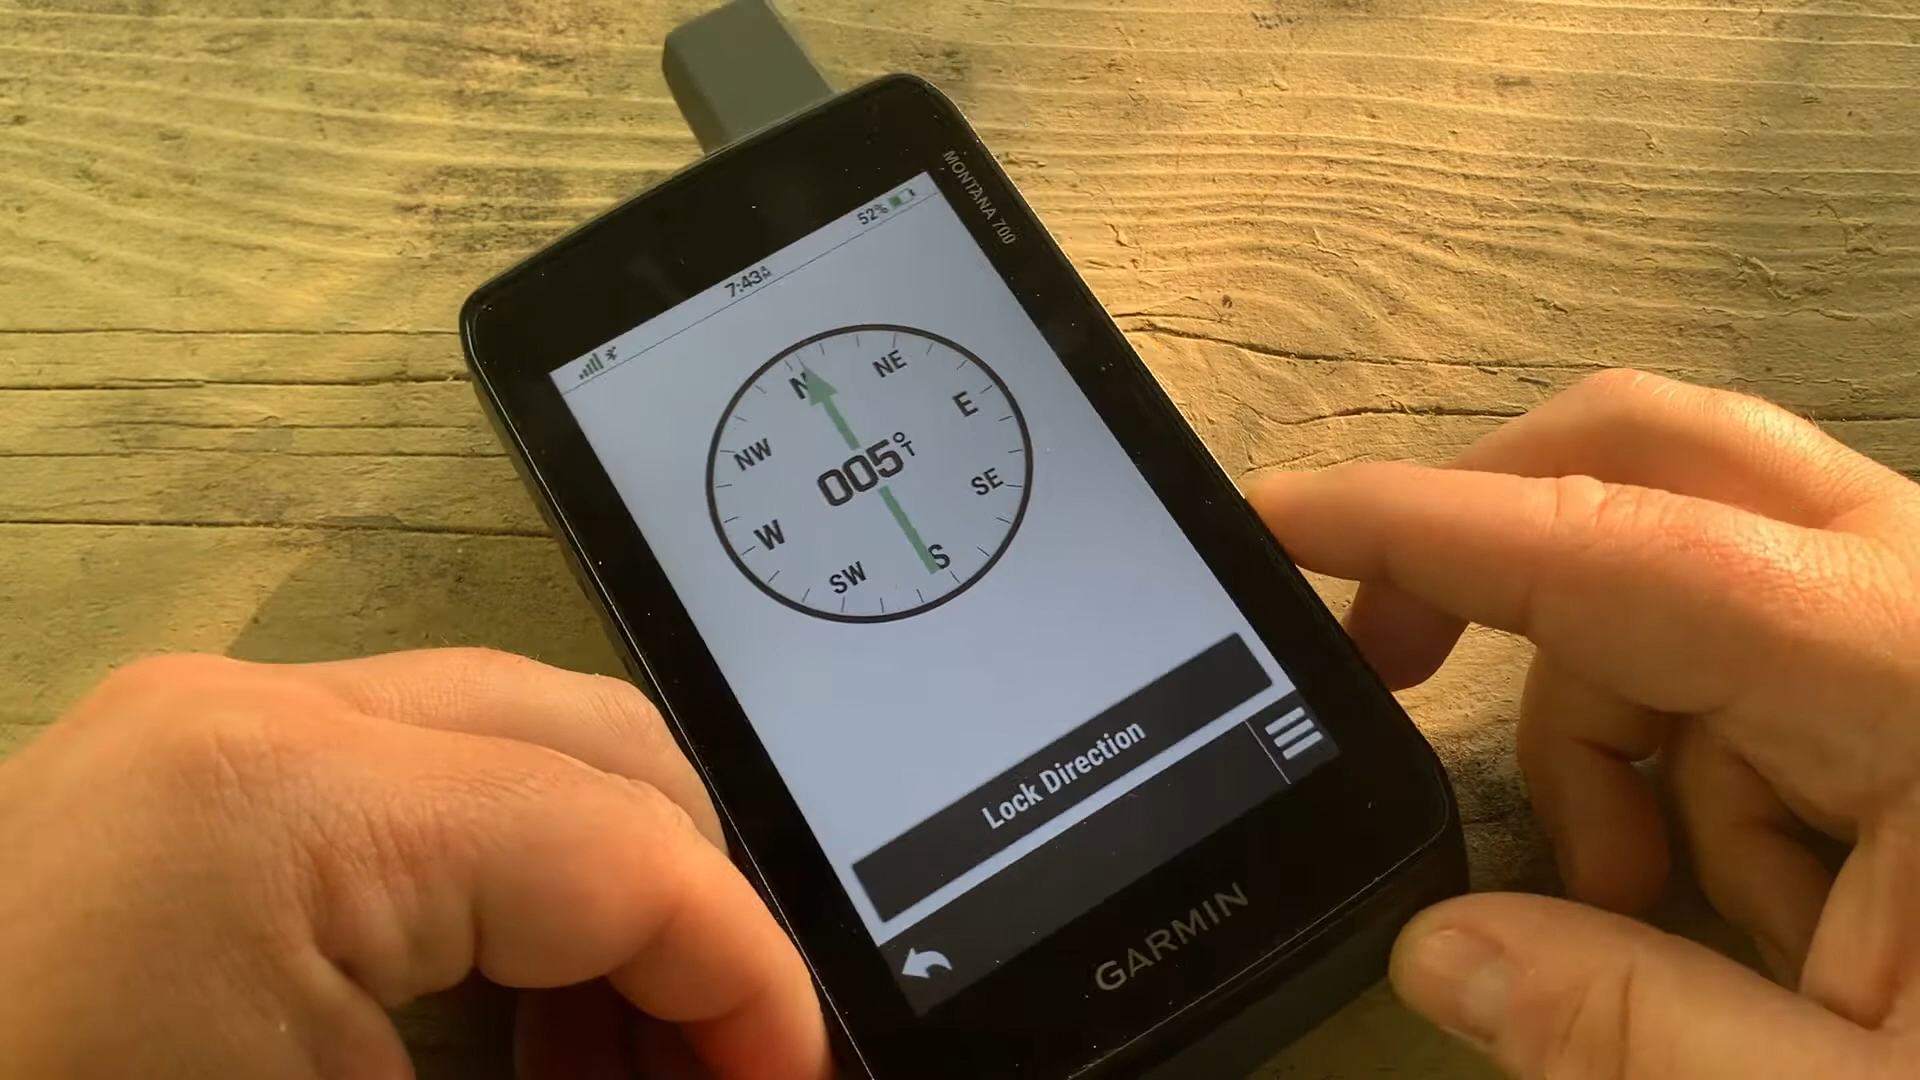 MONTANA 700
52%
7:43A
N
NE
NW
E
005°T
SE
W
SW
S
Lock Direction
GARMIN